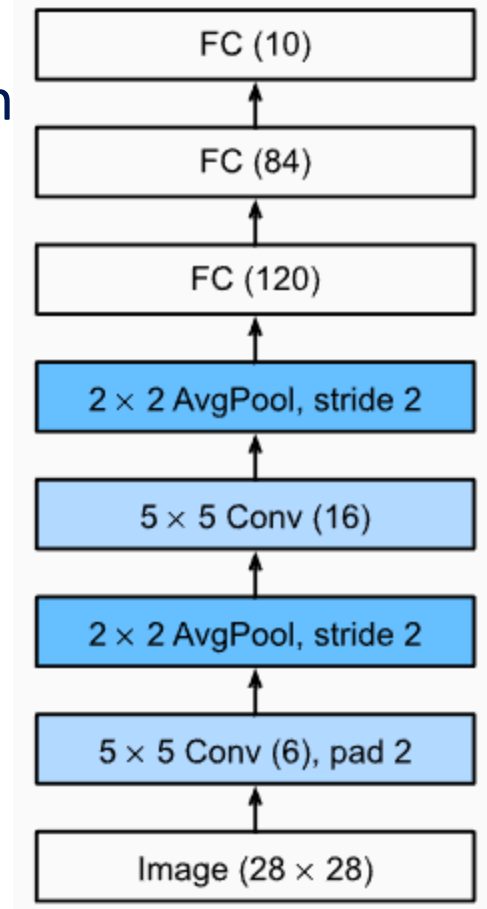 FC (10)
FC (84)
FC (120)
2 × 2 AvgPool, stride 2
5 × 5 Conv (16)
2 × 2 AvgPool, stride 2
5 × 5 Conv (6), pad 2
Image (28 × 28)